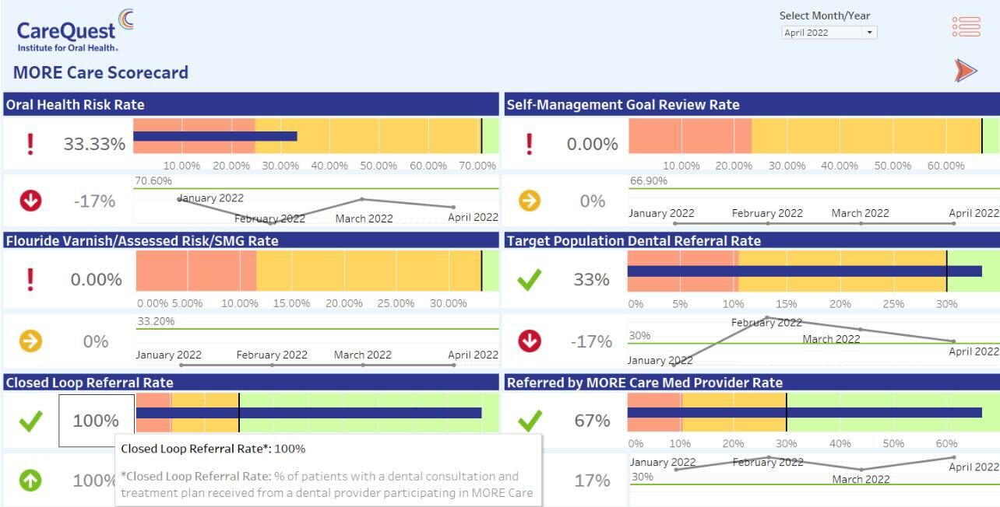 CareQuest
Institute for Oral Health.
MORE Care Scorecard
Select Month/Year
April 2022
Oral Health Risk Rate
! 33.33%
10.00% 20.00% 30.00% 40.00% 50.00% 60.00% 70.00%
-17%
70.60%
January 2022
February 2022
March 2022
April 2022
Self-Management Goal Review Rate
! 0.00%
10.00% 20.00% 30.00% 40.00% 50.00% 60.00%
0%
66.90%
January 2022 February 2022 March 2022 April 2022
Flouride Varnish/Assessed Risk/SMG Rate
! 0.00%
0.00% 5.00% 10.00% 15.00% 20.00% 25.00% 30.00%
0%
33.20%
January 2022 February 2022 March 2022 April 2022
Target Population Dental Referral Rate
33%
0% 5% 10% 15% 20% 25% 30%
-17%
30%
January 2022
February 2022
March 2022
April 2022
Closed Loop Referral Rate
100%
100%
Closed Loop Referral Rate*: 100%
*Closed Loop Referral Rate: % of patients with a dental consultation and
treatment plan received from a dental provider participating in MORE Care
Referred by MORE Care Med Provider Rate
67%
0% 10% 20% 30% 40% 50% 60%
17%
30%
January 2022
February 2022
March 2022
April 2022